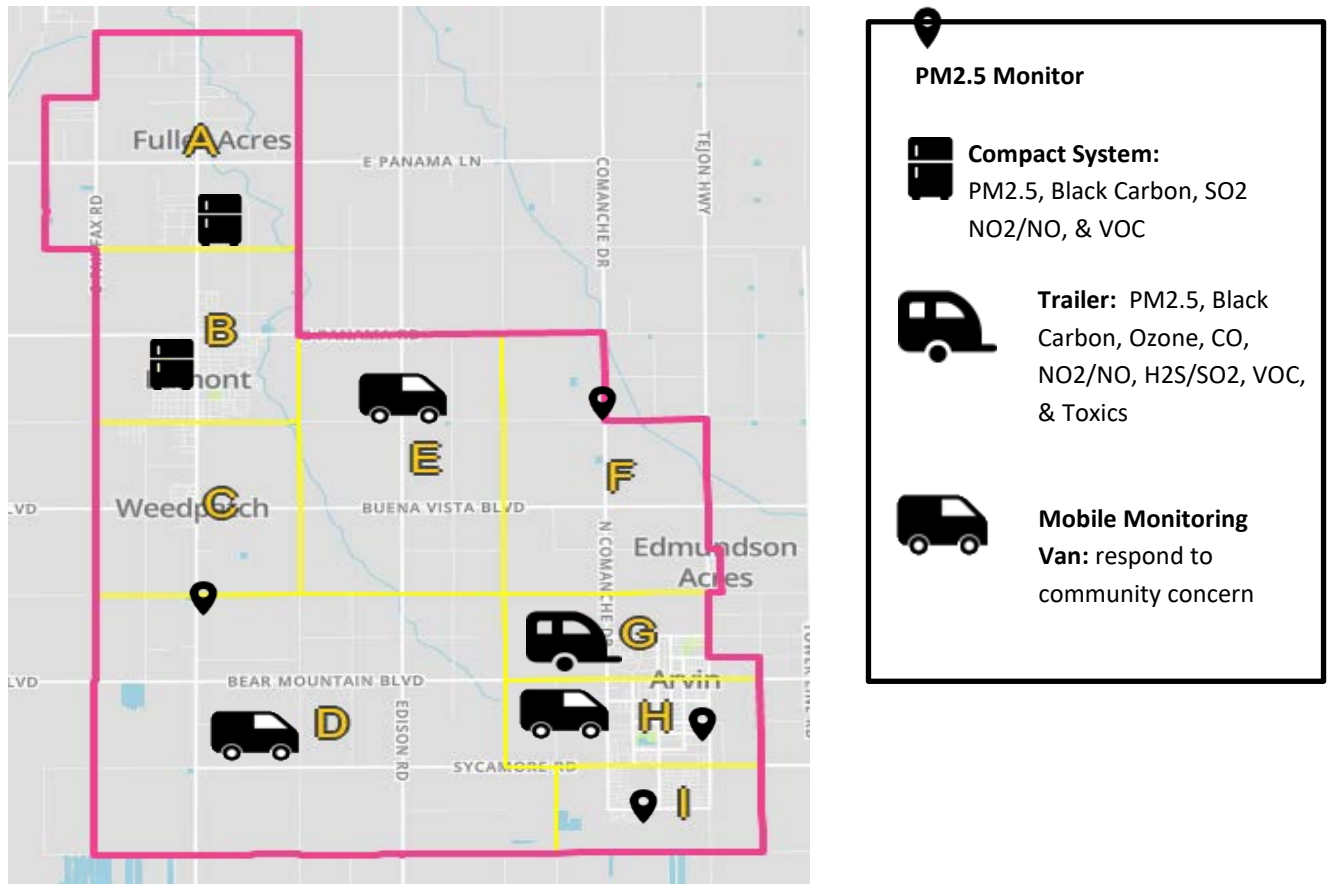 Fuller Acres
A
E PANAMA LN
COMANCHE DR
TEJON HWY
B
E PANAMA RD
E
F
C
Weedpatch
BUENA VISTA BLVD
LVD
N COMANCHE DR
Edmundson
Acres
G
Arvin
LVD
BEAR MOUNTAIN BLVD
D
H
EDISON RD
SYCAMORE RD
I
PM2.5 Monitor
Compact System:
PM2.5, Black Carbon, SO2
NO2/NO, & VOC
Trailer: PM2.5, Black
Carbon, Ozone, CO,
NO2/NO, H2S/SO2, VOC,
& Toxics
Mobile Monitoring
Van: respond to
community concern